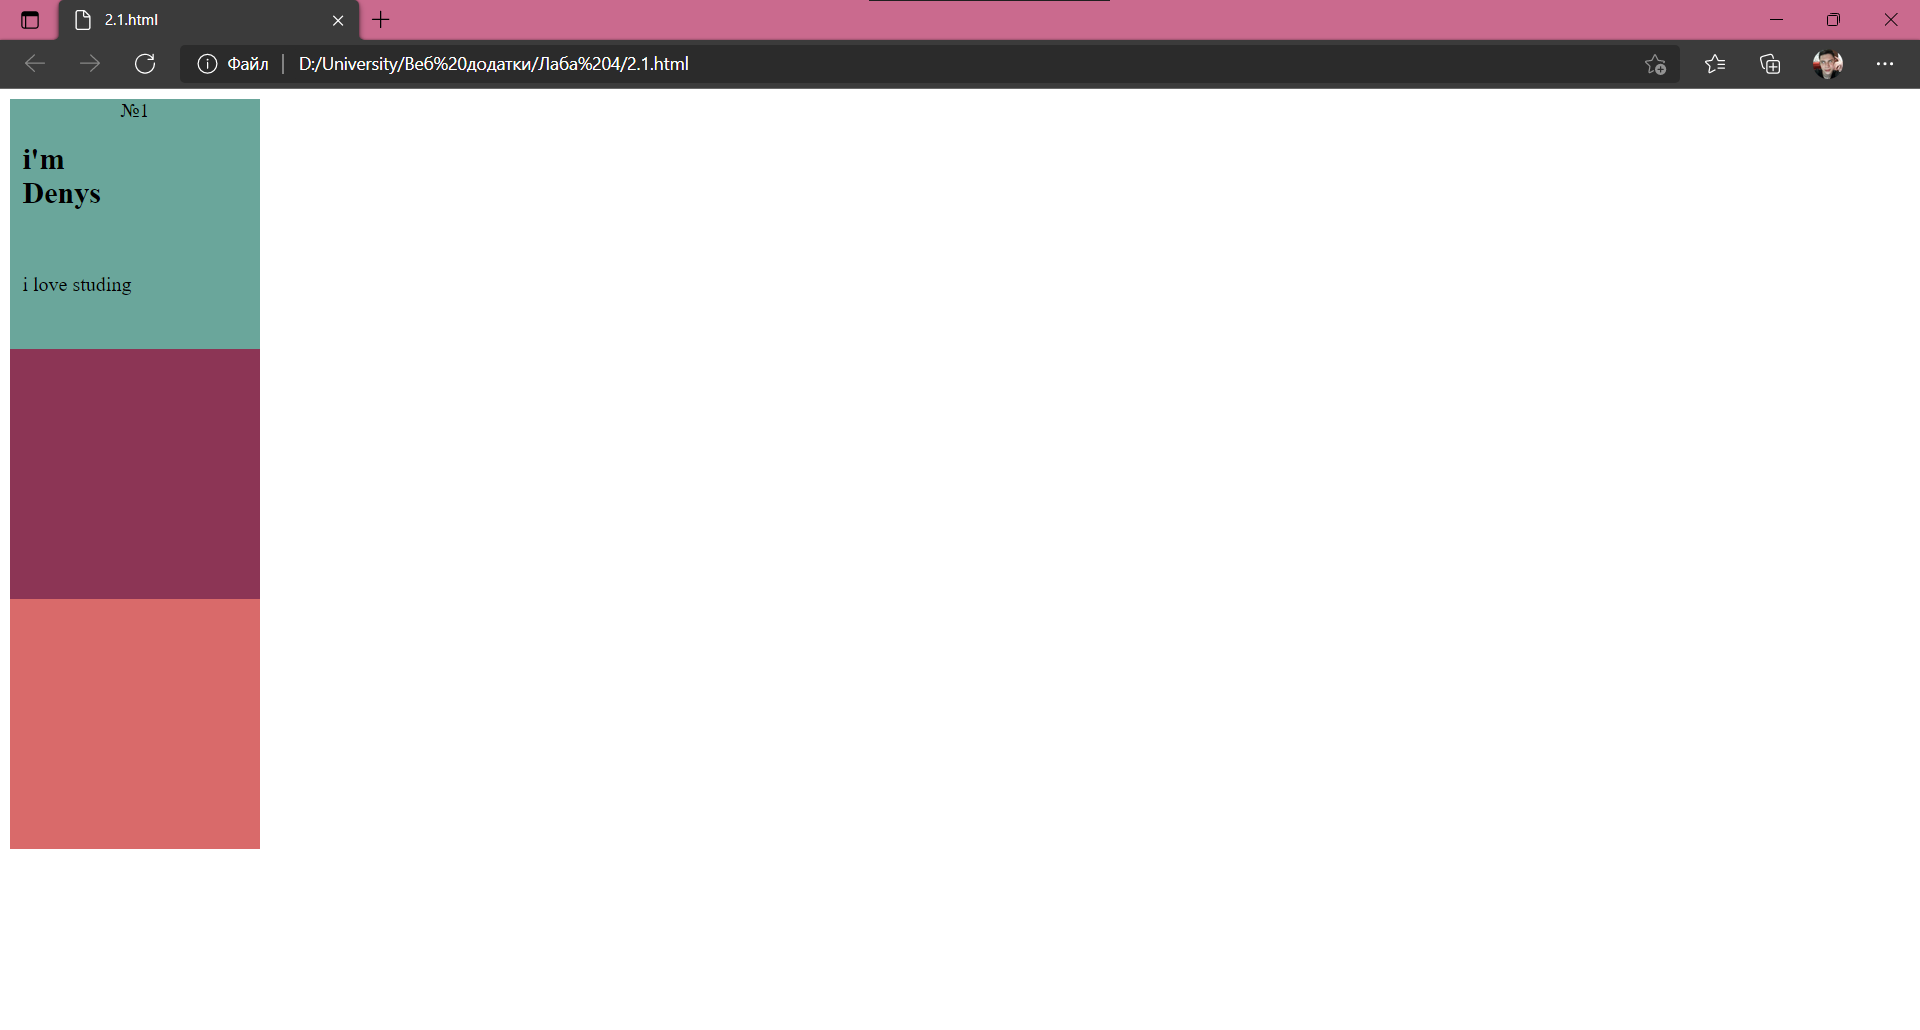 2.1.html
Файл
D:/University/Веб%20додатки/Лаба%204/2.1.html
№1
i'm
Denys
i love studing